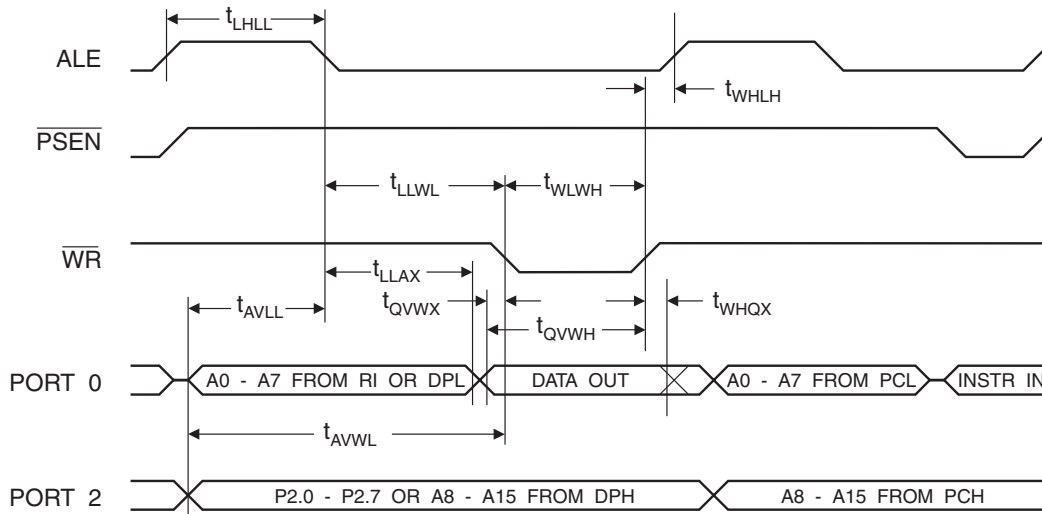 tLHLL
ALE
tWHLH
PSEN
tLLWL
tWLWH
WR
tLLAX
tQVWX
tWHQX
tAVLL
tQVWH
PORT 0
A0 - A7 FROM RI OR DPL
DATA OUT
A0 - A7 FROM PCL
INSTR IN
tAVWL
PORT 2
P2.0 - P2.7 OR A8 - A15 FROM DPH
A8 - A15 FROM PCH